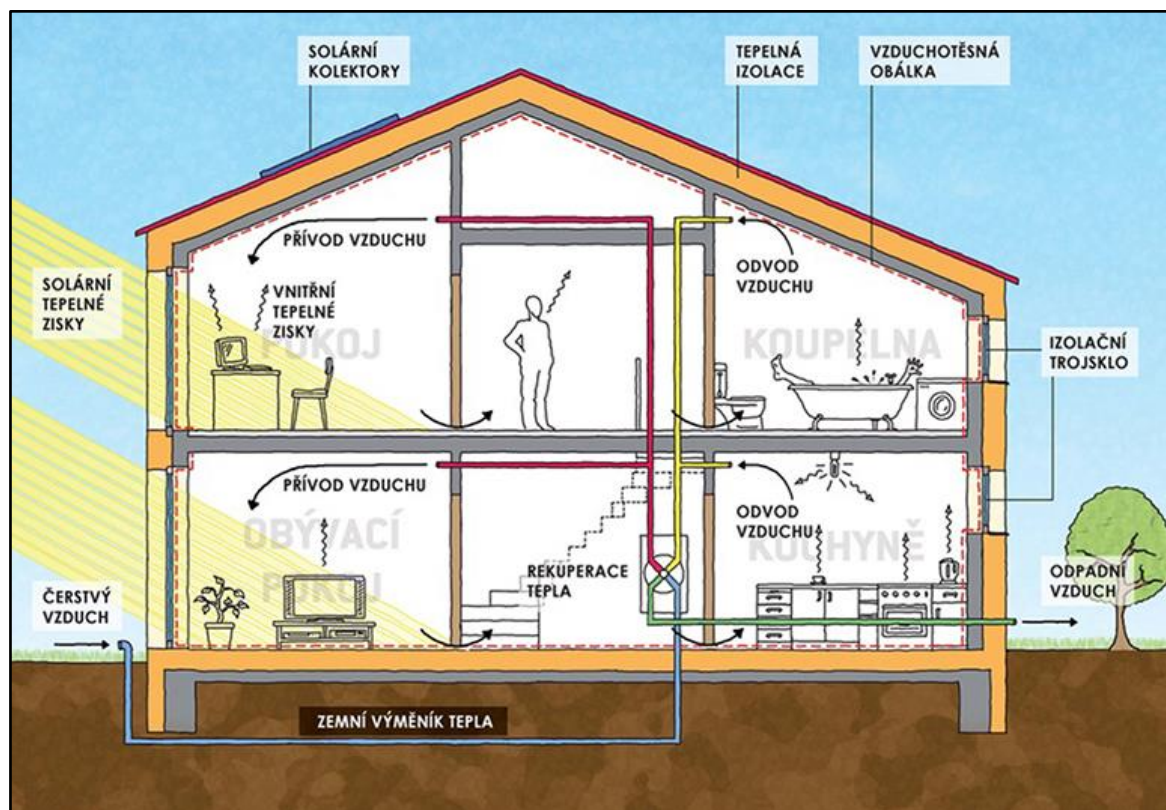 SOLÁRNÍ
KOLEKTORY
TEPELNÁ
IZOLACE
VZDUCHOTĚSNÁ
OBÁLKA
PŘÍVOD VZDUCHU
ODVOD
VZDUCHU
SOLÁRNÍ
TEPELNÉ
ZISKY
VNITŘNÍ
TEPELNÉ
ZISKY
POKOJ
KOUPELNA
IZOLAČNÍ
TROJSKLO
PŘÍVOD VZDUCHU
ODVOD
VZDUCHU
OBÝVACÍ
POKOJ
KUCHYNĚ
REKUPERACE
TEPLA
ČERSTVÝ
VZDUCH
ODPADNÍ
VZDUCH
ZEMNÍ VÝMĚNÍK TEPLA